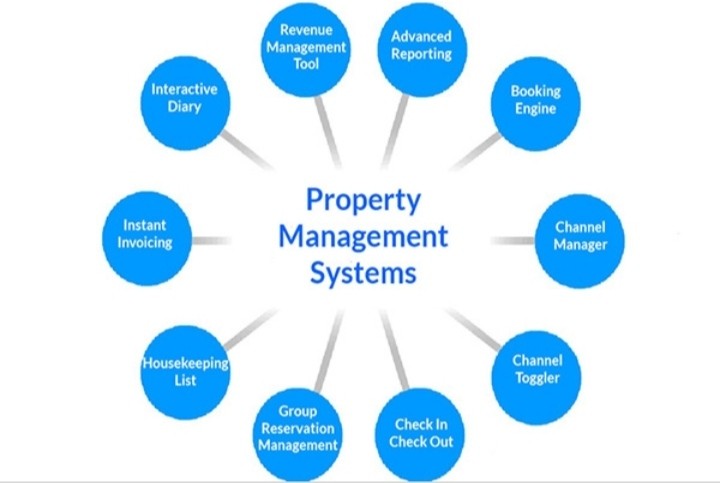 Revenue
Management
Tool
Advanced
Reporting
Interactive
Diary
Booking
Engine
Property
Management
Systems
Instant
Invoicing
Channel
Manager
Housekeeping
List
Channel
Toggler
Group
Reservation
Management
Check In
Check Out